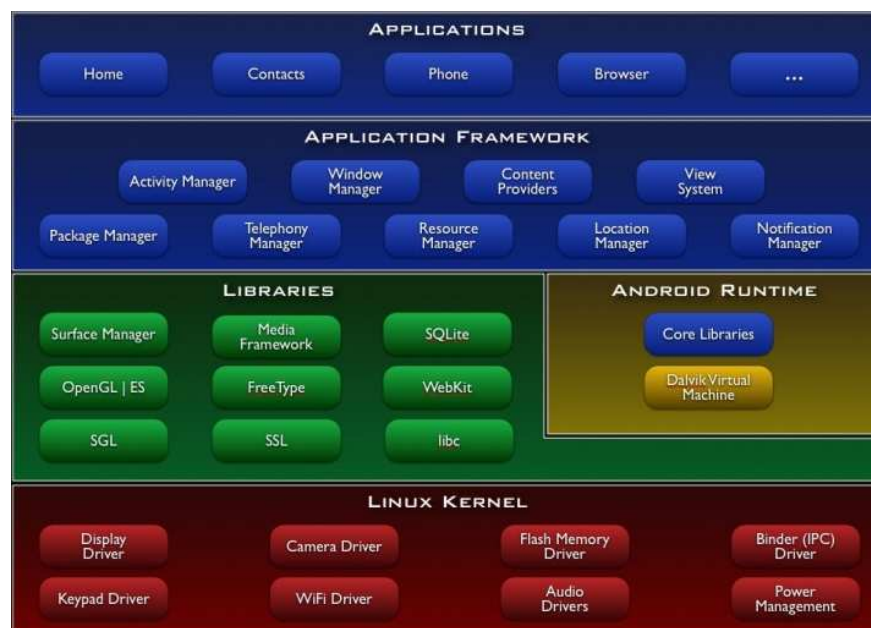 APPLICATIONS
Home
Contacts
Phone
Browser
...
APPLICATION FRAMEWORK
Activity Manager
Window
Manager
Content
Providers
View
System
Package Manager
Telephony
Manager
Resource
Manager
Location
Manager
Notification
Manager
LIBRARIES
Surface Manager
Media
Framework
SQLite
OpenGL | ES
FreeType
WebKit
SGL
SSL
libc
ANDROID RUNTIME
Core Libraries
Dalvik Virtual
Machine
LINUX KERNEL
Display
Driver
Camera Driver
Flash Memory
Driver
Binder (IPC)
Driver
Keypad Driver
WiFi Driver
Audio
Drivers
Power
Management